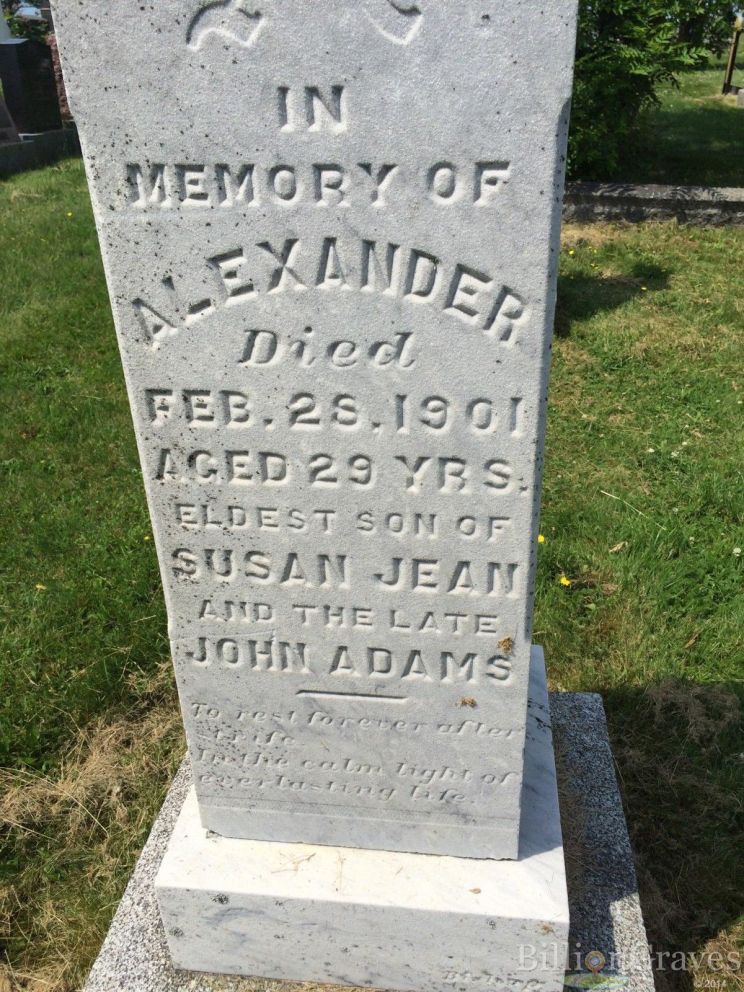 IN
MEMORY OF
ALEXANDER
Died
FEB. 28, 1901
AGED 29 YRS.
ELDEST SON OF
SUSAN JEAN
AND THE LATE
JOHN ADAMS
To rest forever after
strife
In the calm light of
everlasting life.
BillionGraves
© 2014